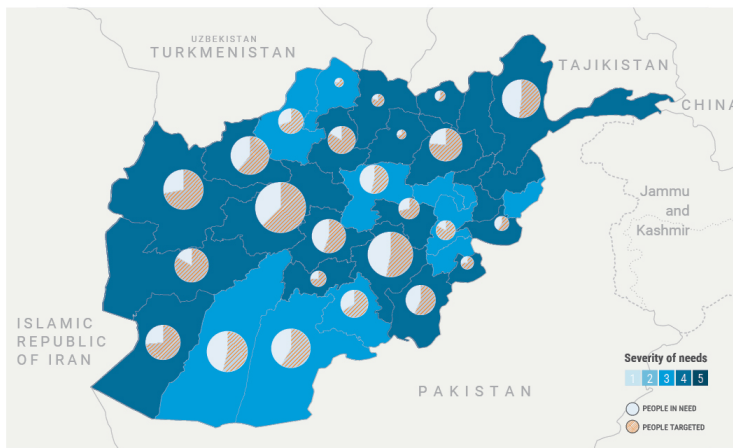 UZBEKISTAN
TURKMENISTAN
TAJIKISTAN
CHINA
Jammu
and
Kashmir
ISLAMIC
REPUBLIC
OF IRAN
PAKISTAN
Severity of needs
1 2 3 4 5
PEOPLE IN NEED
PEOPLE TARGETED